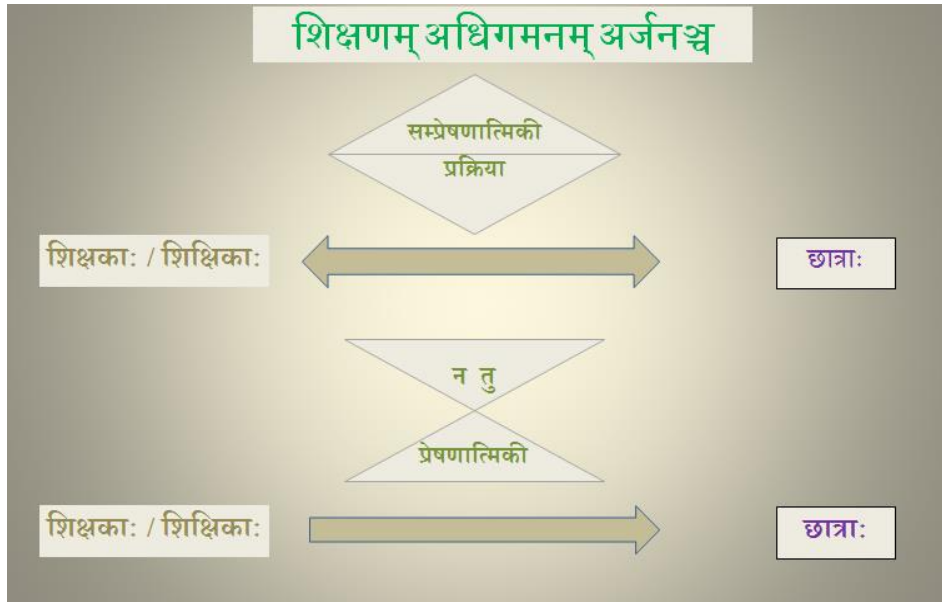 शिक्षणम् अधिगमनम् अर्जनञ्च
सम्प्रेषणात्मिकी
प्रक्रिया
शिक्षकाः / शिक्षिकाः
छात्राः
न तु
प्रेषणात्मिकी
शिक्षकाः / शिक्षिकाः
छात्राः